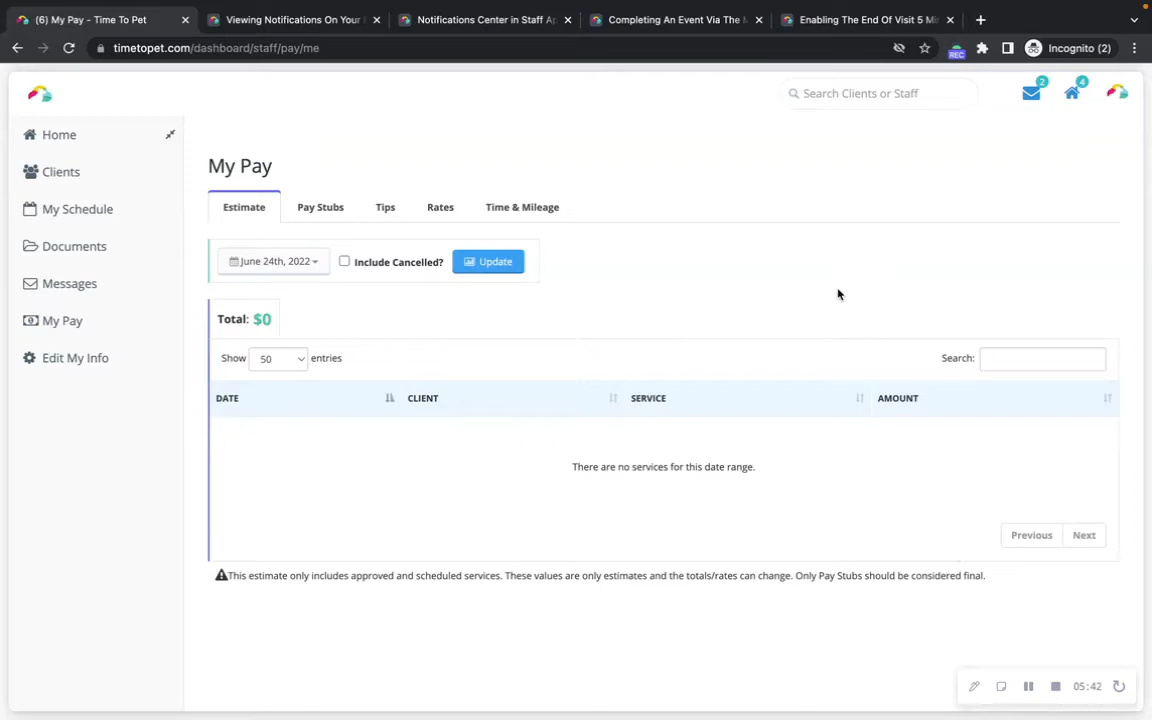 (6) My Pay - Time To Pet
Viewing Notifications On Your
Notifications Center in Staff Ap
Completing An Event Via The M
Enabling The End Of Visit 5 Mi
timetopet.com/dashboard/staff/pay/me
REC
Incognito (2)
Search Clients or Staff
2
4
Home
Clients
My Schedule
Documents
Messages
My Pay
Edit My Info
My Pay
Estimate
Pay Stubs
Tips
Rates
Time & Mileage
June 24th, 2022
Include Cancelled?
Update
Total: $0
Show 50 entries
Search:
DATE
CLIENT
SERVICE
AMOUNT
There are no services for this date range.
Previous
Next
This estimate only includes approved and scheduled services. These values are only estimates and the totals/rates can change. Only Pay Stubs should be considered final.
05:42